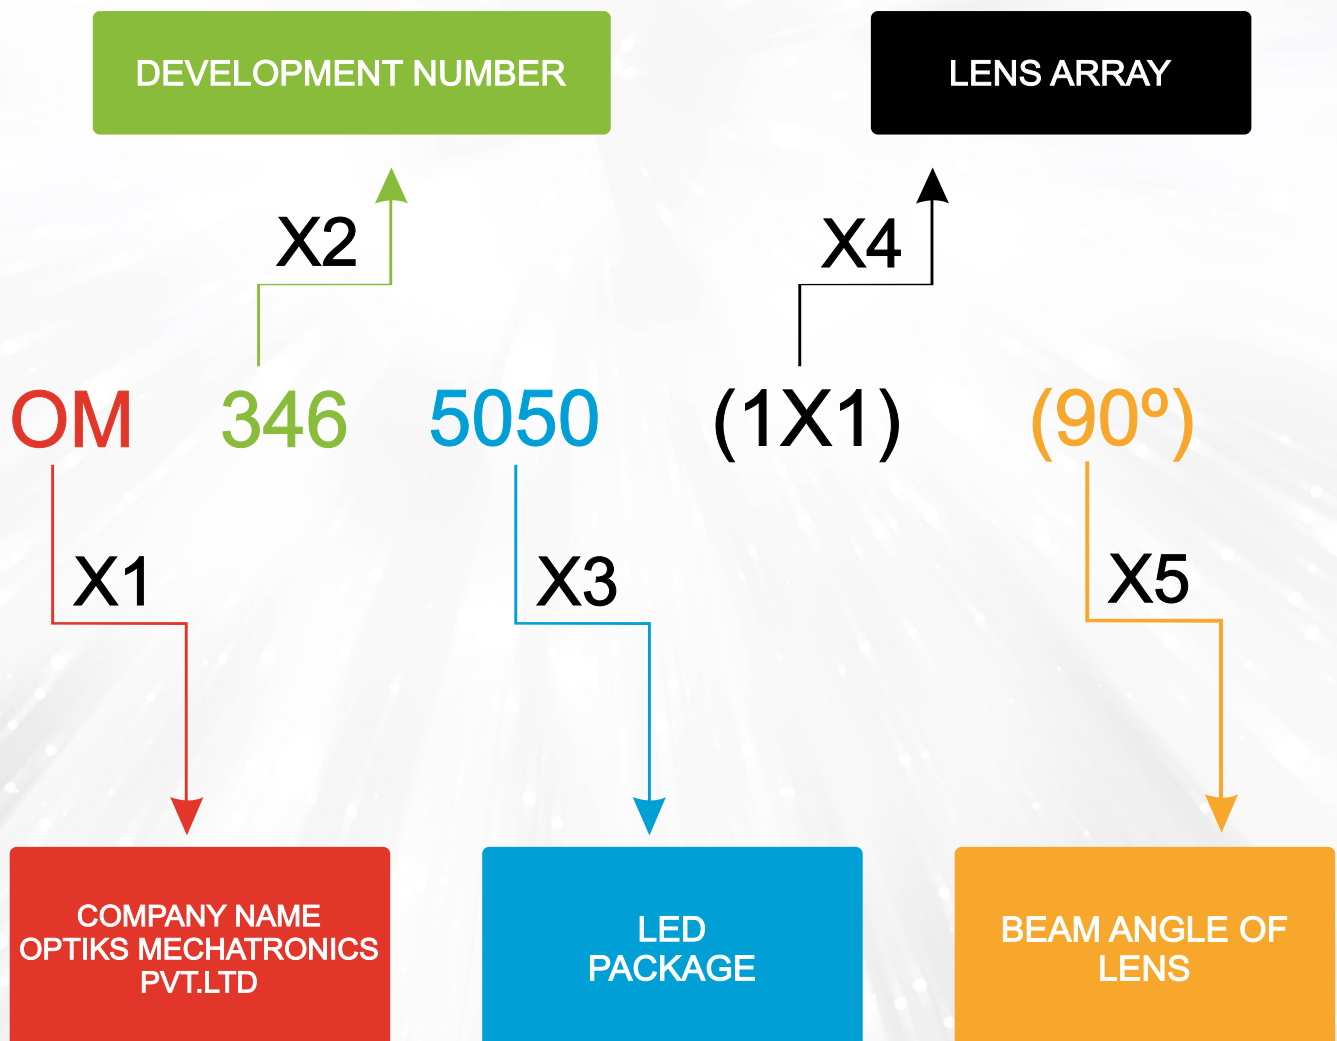 DEVELOPMENT NUMBER
LENS ARRAY
X2
X4
OM 346 5050 (1X1) (90º)
X1
X3
X5
COMPANY NAME
OPTIKS MECHATRONICS
PVT.LTD
LED
PACKAGE
BEAM ANGLE OF
LENS